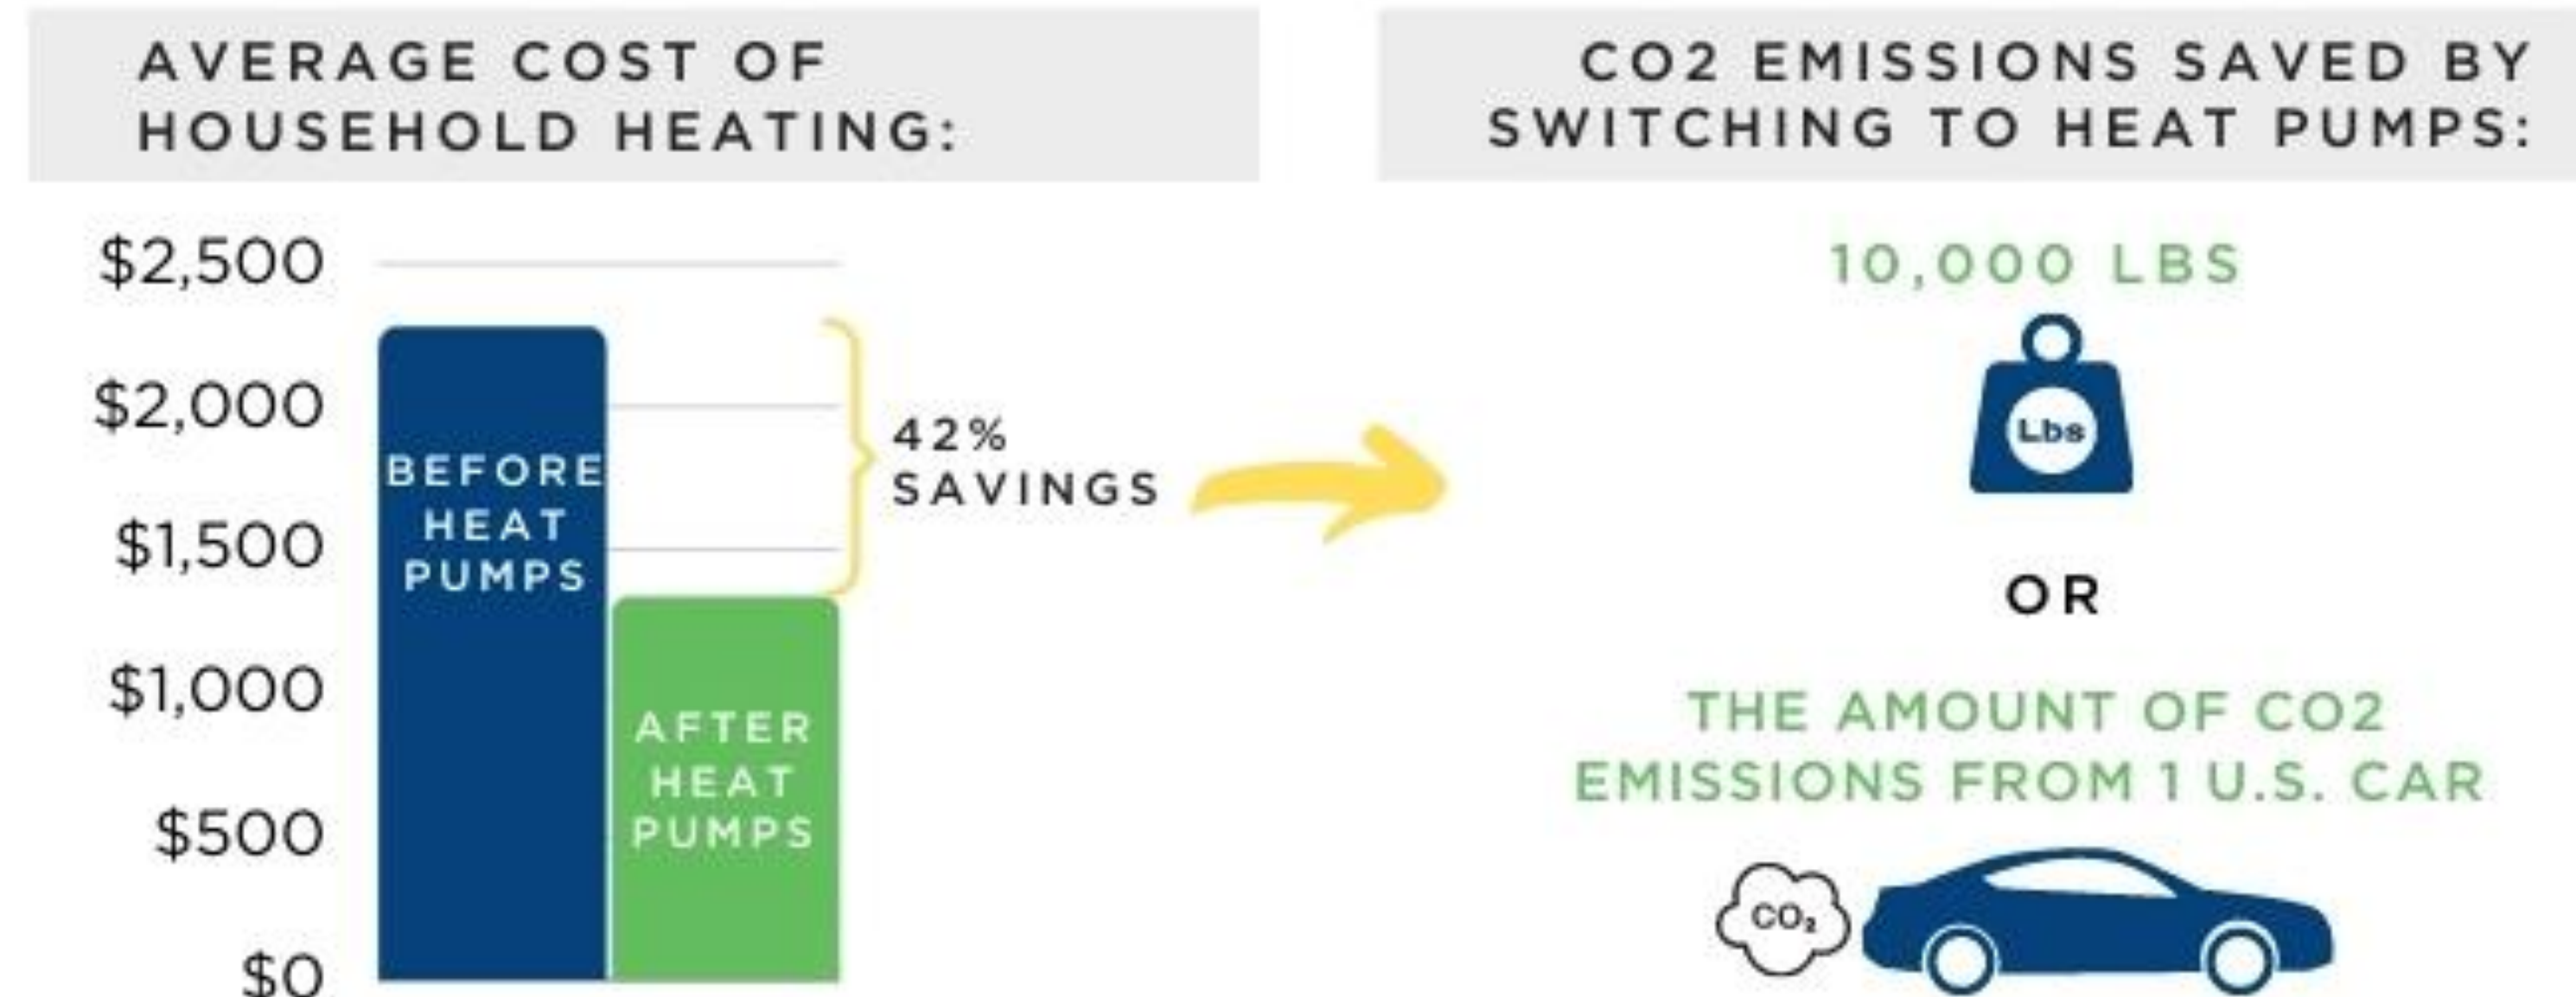 AVERAGE COST OF
HOUSEHOLD HEATING:
$2,500
$2,000
$1,500
$1,000
$500
$0
BEFORE
HEAT
PUMPS
AFTER
HEAT
PUMPS
42%
SAVINGS
CO2 EMISSIONS SAVED BY
SWITCHING TO HEAT PUMPS:
10,000 LBS
Lbs
OR
THE AMOUNT OF CO2
EMISSIONS FROM 1 U.S. CAR
CO₂